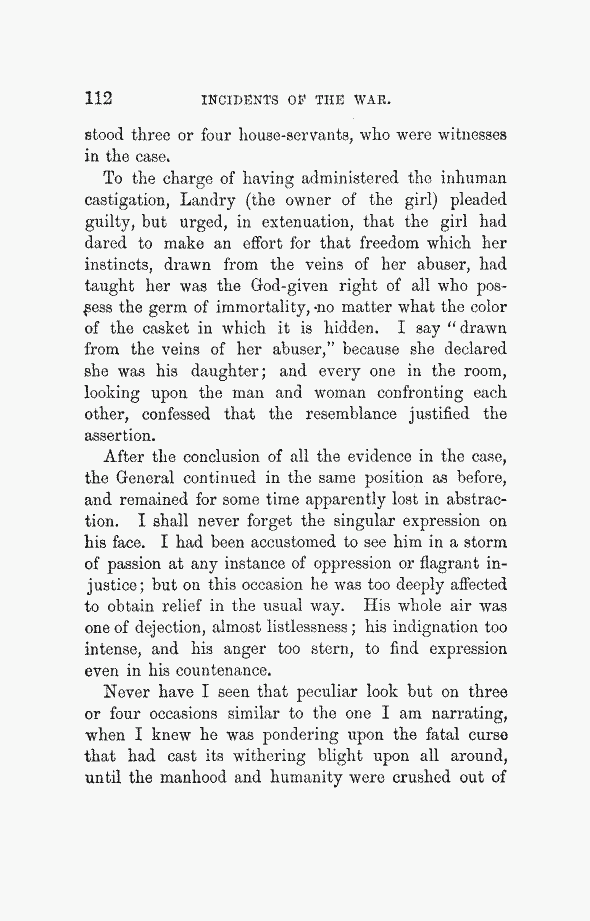 112 INCIDENTS OF THE WAR.
stood three or four house-servants, who were witnesses
in the case.
To the charge of having administered the inhuman
castigation, Landry (the owner of the girl) pleaded
guilty, but urged, in extenuation, that the girl had
dared to make an effort for that freedom which her
instincts, drawn from the veins of her abuser, had
taught her was the God-given right of all who pos-
sess the germ of immortality, no matter what the color
of the casket in which it is hidden. I say "drawn
from the veins of her abuser," because she declared
she was his daughter; and every one in the room,
looking upon the man and woman confronting each
other, confessed that the resemblance justified the
assertion.
After the conclusion of all the evidence in the case,
the General continued in the same position as before,
and remained for some time apparently lost in abstrac-
tion. I shall never forget the singular expression on
his face. I had been accustomed to see him in a storm
of passion at any instance of oppression or flagrant in-
justice; but on this occasion he was too deeply affected
to obtain relief in the usual way. His whole air was
one of dejection, almost listlessness; his indignation too
intense, and his anger too stern, to find expression
even in his countenance.
Never have I seen that peculiar look but on three
or four occasions similar to the one I am narrating,
when I knew he was pondering upon the fatal curse
that had cast its withering blight upon all around,
until the manhood and humanity were crushed out of